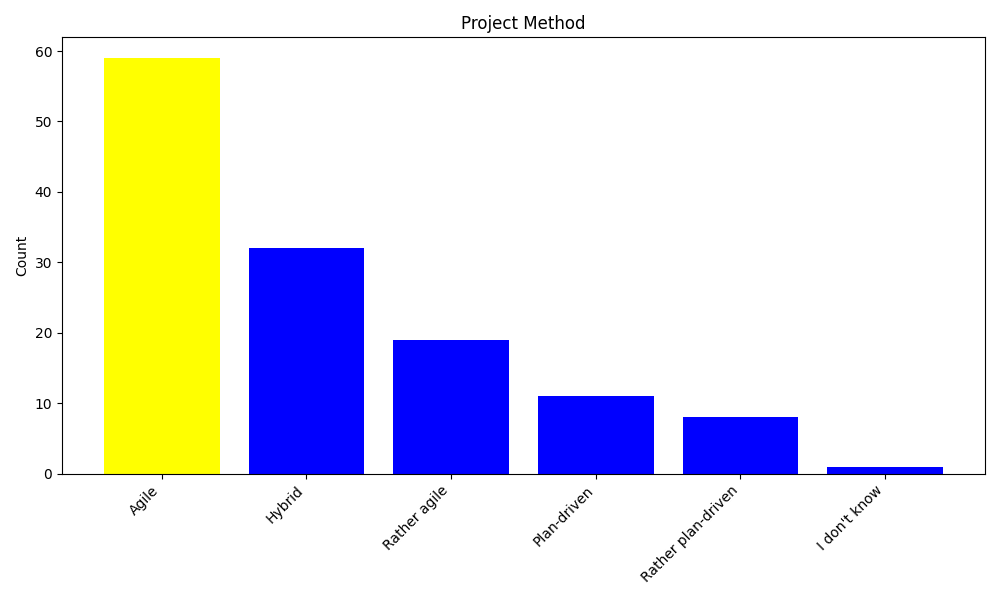 Project Method
Count
60
50
40
30
20
10
0
Agile
Hybrid
Rather agile
Plan-driven
Rather plan-driven
I don't know